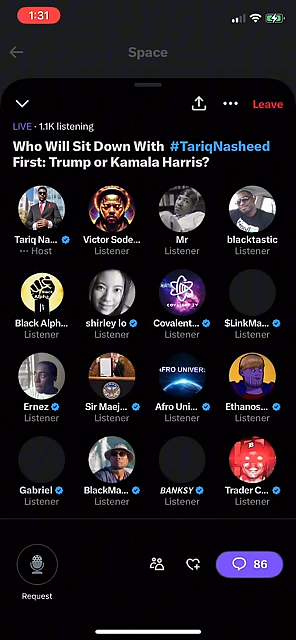 1:31
Space
LIVE · 1.1K listening
Leave
Who Will Sit Down With #TariqNasheed
First: Trump or Kamala Harris?
Tariq Na...
Host
Victor Sode...
Listener
Mr
Listener
blacktastic
Listener
Black Alph...
Listener
shirley lo
Listener
Covalent...
Listener
$LinkMa...
Listener
Ernez
Listener
Sir Maej...
Listener
AFRO UNIVER
Afro Uni...
Listener
Ethanos...
Listener
Gabriel
Listener
BlackMa...
Listener
BANKSY
Listener
Trader C...
Listener
Request
86